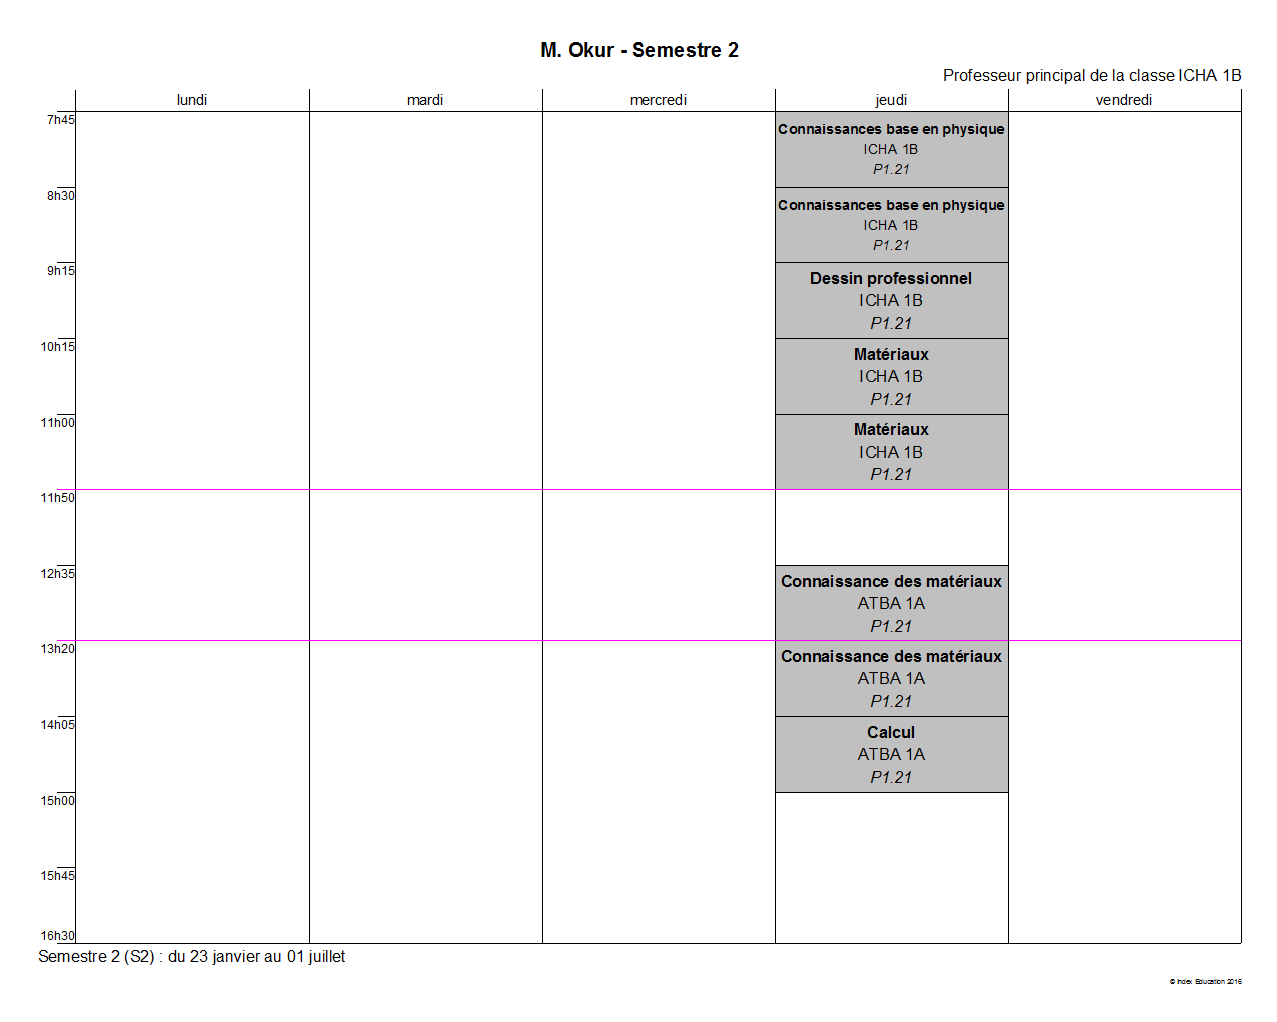 M. Okur - Semestre 2
Professeur principal de la classe ICHA 1B
lundi mardi mercredi jeudi vendredi
7h45
Connaissances base en physique
ICHA 1B
P1.21
8h30
Connaissances base en physique
ICHA 1B
P1.21
9h15
Dessin professionnel
ICHA 1B
P1.21
10h15
Matériaux
ICHA 1B
P1.21
11h00
Matériaux
ICHA 1B
P1.21
11h50
12h35
Connaissance des matériaux
ATBA 1A
P1.21
13h20
Connaissance des matériaux
ATBA 1A
P1.21
14h05
Calcul
ATBA 1A
P1.21
15h00
15h45
16h30
Semestre 2 (S2) : du 23 janvier au 01 juillet
© Index Education 2016